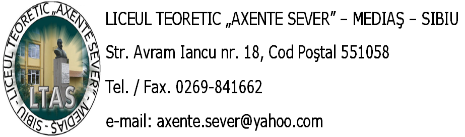 LICEUL TEORETIC „AXENTE SEVER” – MEDIAŞ – SIBIU
Str. Avram Iancu nr. 18, Cod Poştal 551058
Tel. / Fax. 0269-841662
e-mail: axente.sever@yahoo.com
LICEUL TEORETIC „AXENTE SEVER” - MEDIAŞ - SIBIU -
LTAS